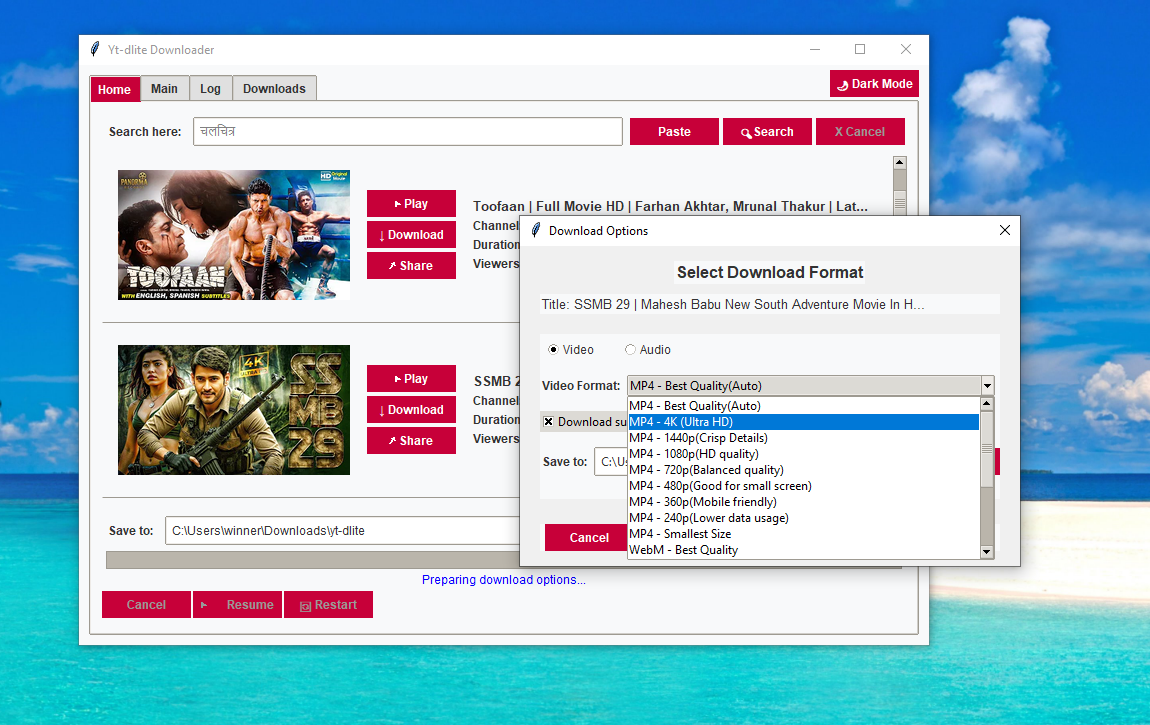 Yt-dlite Downloader
Home Main Log Downloads
Dark Mode
Search here: चलचित्र Paste Search X Cancel
PANORMA
HD Original Movie
TOOFAAN
WITH ENGLISH, SPANISH SUBTITLES
Play
Download
Share
Toofaan | Full Movie HD | Farhan Akhtar, Mrunal Thakur | Lat...
Channel
Duration
Viewers
4K
SSMB 29
Play
Download
Share
SSMB 2
Channel
Duration
Viewers
Save to: C:\Users\winner\Downloads\yt-dlite
Preparing download options...
Cancel Resume Restart
Download Options
Select Download Format
Title: SSMB 29 | Mahesh Babu New South Adventure Movie In H...
Video Audio
Video Format: MP4 - Best Quality(Auto)
MP4 - Best Quality(Auto)
MP4 - 4K (Ultra HD)
MP4 - 1440p(Crisp Details)
MP4 - 1080p(HD quality)
MP4 - 720p(Balanced quality)
MP4 - 480p(Good for small screen)
MP4 - 360p(Mobile friendly)
MP4 - 240p(Lower data usage)
MP4 - Smallest Size
WebM - Best Quality
Download su
Save to: C:\Us
Cancel